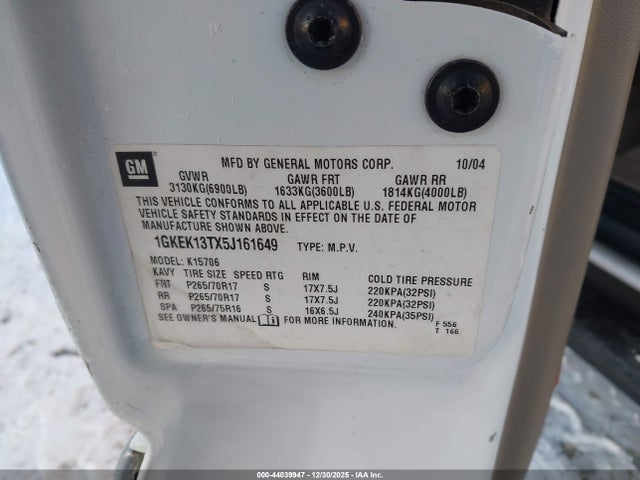 GM
MFD BY GENERAL MOTORS CORP. 10/04
GVWR GAWR FRT GAWR RR
3130KG(6900LB) 1633KG(3600LB) 1814KG(4000LB)
THIS VEHICLE CONFORMS TO ALL APPLICABLE U.S. FEDERAL MOTOR
VEHICLE SAFETY STANDARDS IN EFFECT ON THE DATE OF
MANUFACTURE SHOWN ABOVE.
1GKEK13TX5J161649 TYPE: M.P.V.
MODEL: K15706
KAVY TIRE SIZE SPEED RTG RIM COLD TIRE PRESSURE
FRT P265/70R17 S 17X7.5J 220KPA(32PSI)
RR P265/70R17 S 17X7.5J 220KPA(32PSI)
SPA P265/75R16 S 16X6.5J 240KPA(35PSI)
SEE OWNER'S MANUAL FOR MORE INFORMATION. F 556
T 166
000-44039947 - 12/30/2025 - IAAI.CA